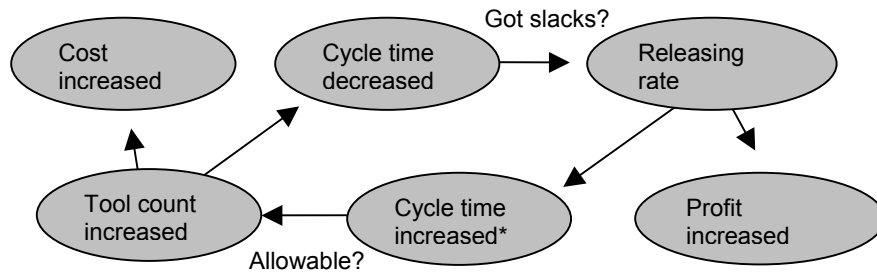 Got slacks?
Cost
increased
Cycle time
decreased
Releasing
rate
Tool count
increased
Cycle time
increased*
Profit
increased
Allowable?